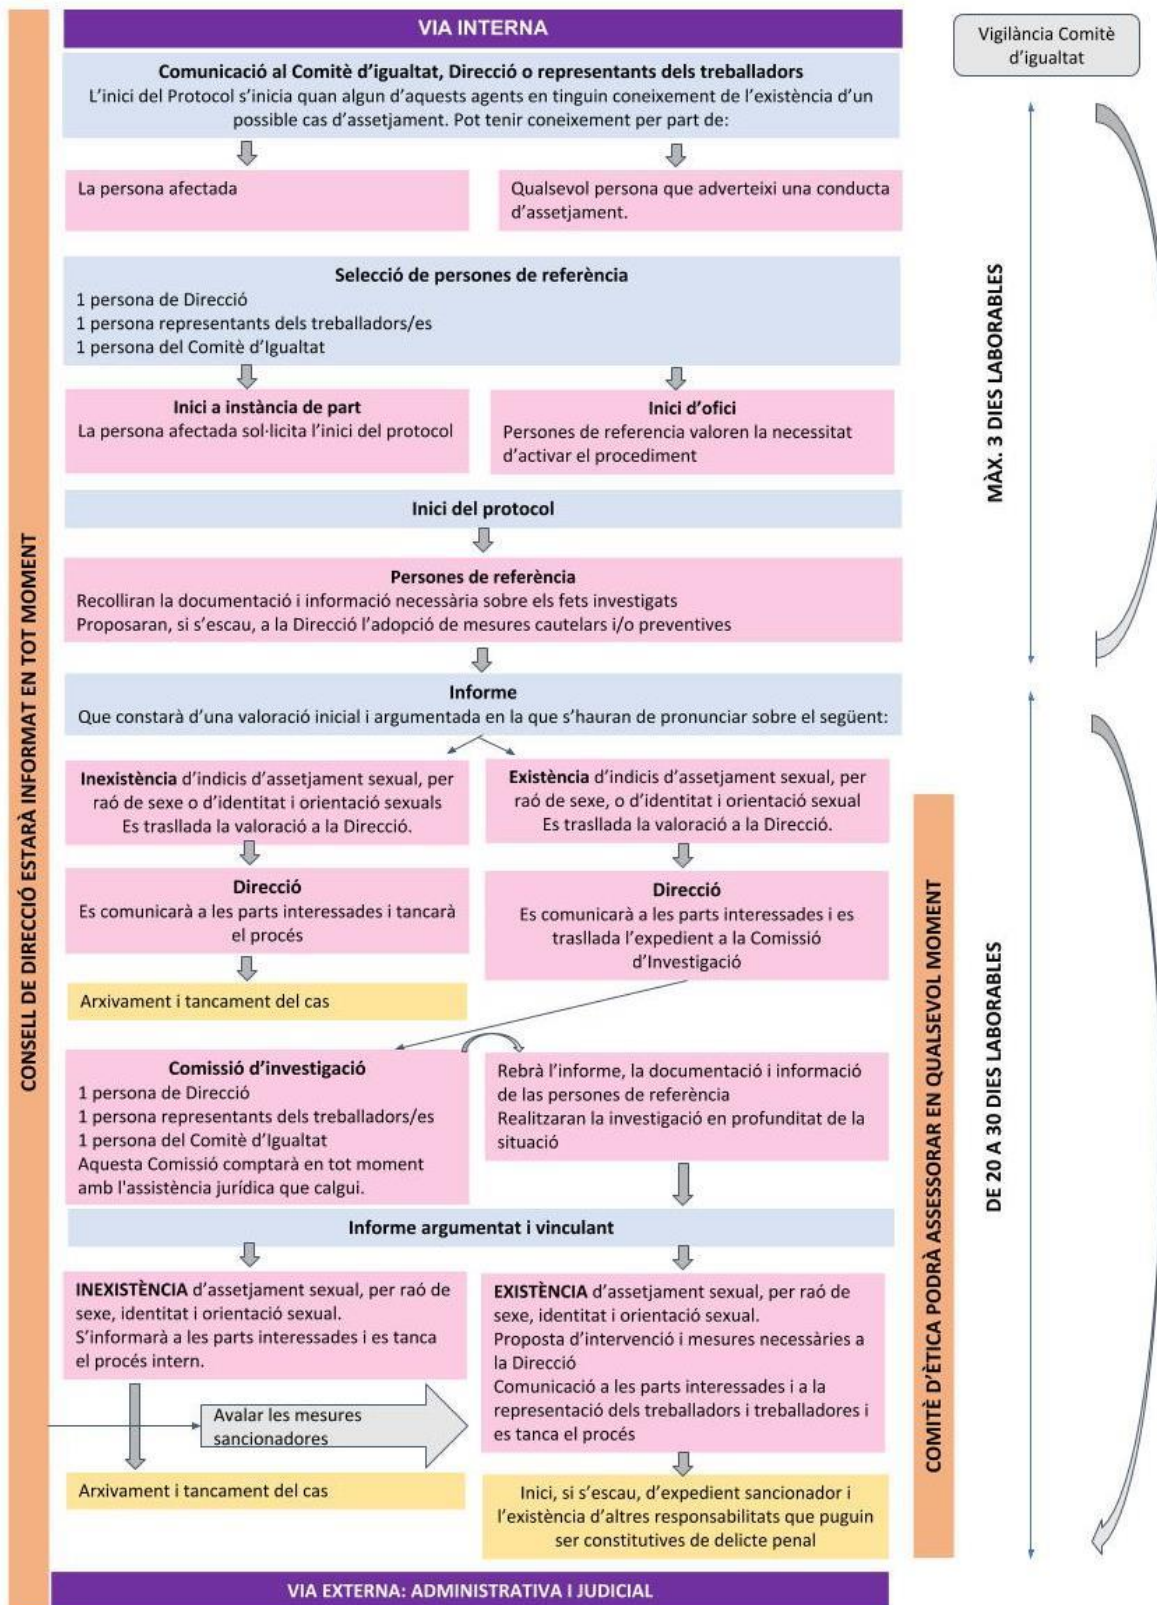 VIA INTERNA
Vigilància Comitè
d'igualtat
Comunicació al Comitè d'igualtat, Direcció o representants dels treballadors
L'inici del Protocol s'inicia quan algun d'aquests agents en tinguin coneixement de l'existència d'un
possible cas d'assetjament. Pot tenir coneixement per part de:
La persona afectada
Qualsevol persona que adverteixi una conducta
d'assetjament.
Selecció de persones de referència
1 persona de Direcció
1 persona representants dels treballadors/es
1 persona del Comitè d'Igualtat
Inici a instància de part
La persona afectada sol·licita l'inici del protocol
Inici d'ofici
Persones de referencia valoren la necessitat
d'activar el procediment
Inici del protocol
Persones de referència
Recolliran la documentació i informació necessària sobre els fets investigats
Proposaran, si s'escau, a la Direcció l'adopció de mesures cautelars i/o preventives
MÀX. 3 DIES LABORABLES
CONSELL DE DIRECCIÓ ESTARÀ INFORMAT EN TOT MOMENT
Informe
Que constarà d'una valoració inicial i argumentada en la que s'hauran de pronunciar sobre el següent:
Inexistència d'indicis d'assetjament sexual, per
raó de sexe o d'identitat i orientació sexuals
Es trasllada la valoració a la Direcció.
Existència d'indicis d'assetjament sexual, per
raó de sexe, o d'identitat i orientació sexual
Es trasllada la valoració a la Direcció.
Direcció
Es comunicarà a les parts interessades i tancarà
el procés
Direcció
Es comunicarà a les parts interessades i es
trasllada l'expedient a la Comissió
d'Investigació
Arxivament i tancament del cas
Comissió d'investigació
1 persona de Direcció
1 persona representants dels treballadors/es
1 persona del Comitè d'Igualtat
Aquesta Comissió comptarà en tot moment
amb l'assistència jurídica que calgui.
Rebrà l'informe, la documentació i informació
de las persones de referència
Realitzaran la investigació en profunditat de la
situació
COMITÈ D'ÈTICA PODRÀ ASSESSORAR EN QUALSEVOL MOMENT
DE 20 A 30 DIES LABORABLES
Informe argumentat i vinculant
INEXISTÈNCIA d'assetjament sexual, per raó de
sexe, identitat i orientació sexual.
S'informarà a les parts interessades i es tanca
el procés intern.
EXISTÈNCIA d'assetjament sexual, per raó de
sexe, identitat i orientació sexual.
Proposta d'intervenció i mesures necessàries a
la Direcció
Comunicació a les parts interessades i a la
representació dels treballadors i treballadores i
es tanca el procés
Avalar les mesures
sancionadores
Arxivament i tancament del cas
Inici, si s'escau, d'expedient sancionador i
l'existència d'altres responsabilitats que puguin
ser constitutives de delicte penal
VIA EXTERNA: ADMINISTRATIVA I JUDICIAL